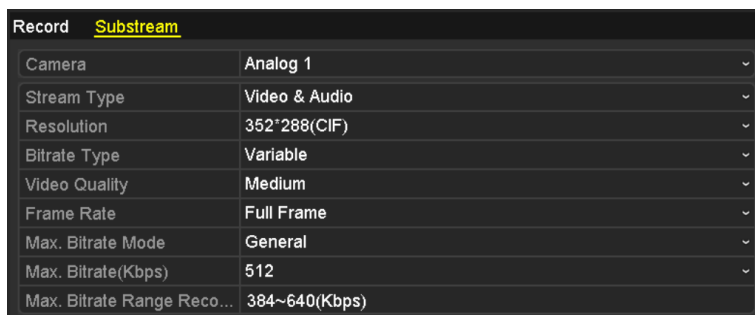 Record Substream
Camera Analog 1
Stream Type Video & Audio
Resolution 352*288(CIF)
Bitrate Type Variable
Video Quality Medium
Frame Rate Full Frame
Max. Bitrate Mode General
Max. Bitrate(Kbps) 512
Max. Bitrate Range Reco... 384~640(Kbps)